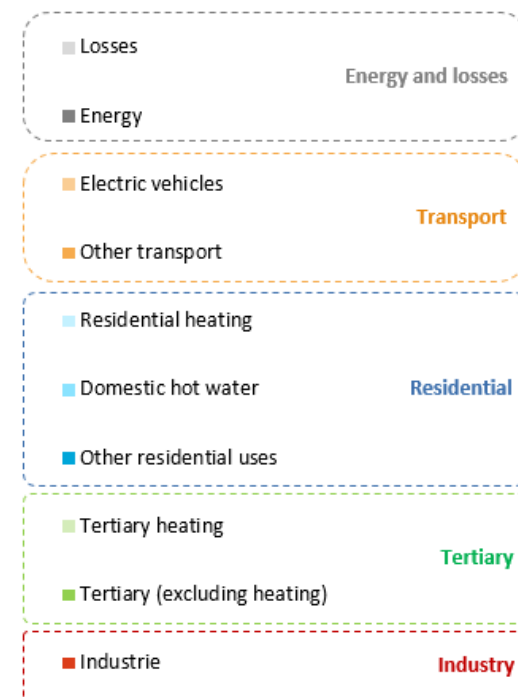 Losses
Energy and losses
Energy
Electric vehicles
Transport
Other transport
Residential heating
Domestic hot water
Residential
Other residential uses
Tertiary heating
Tertiary
Tertiary (excluding heating)
Industrie
Industry